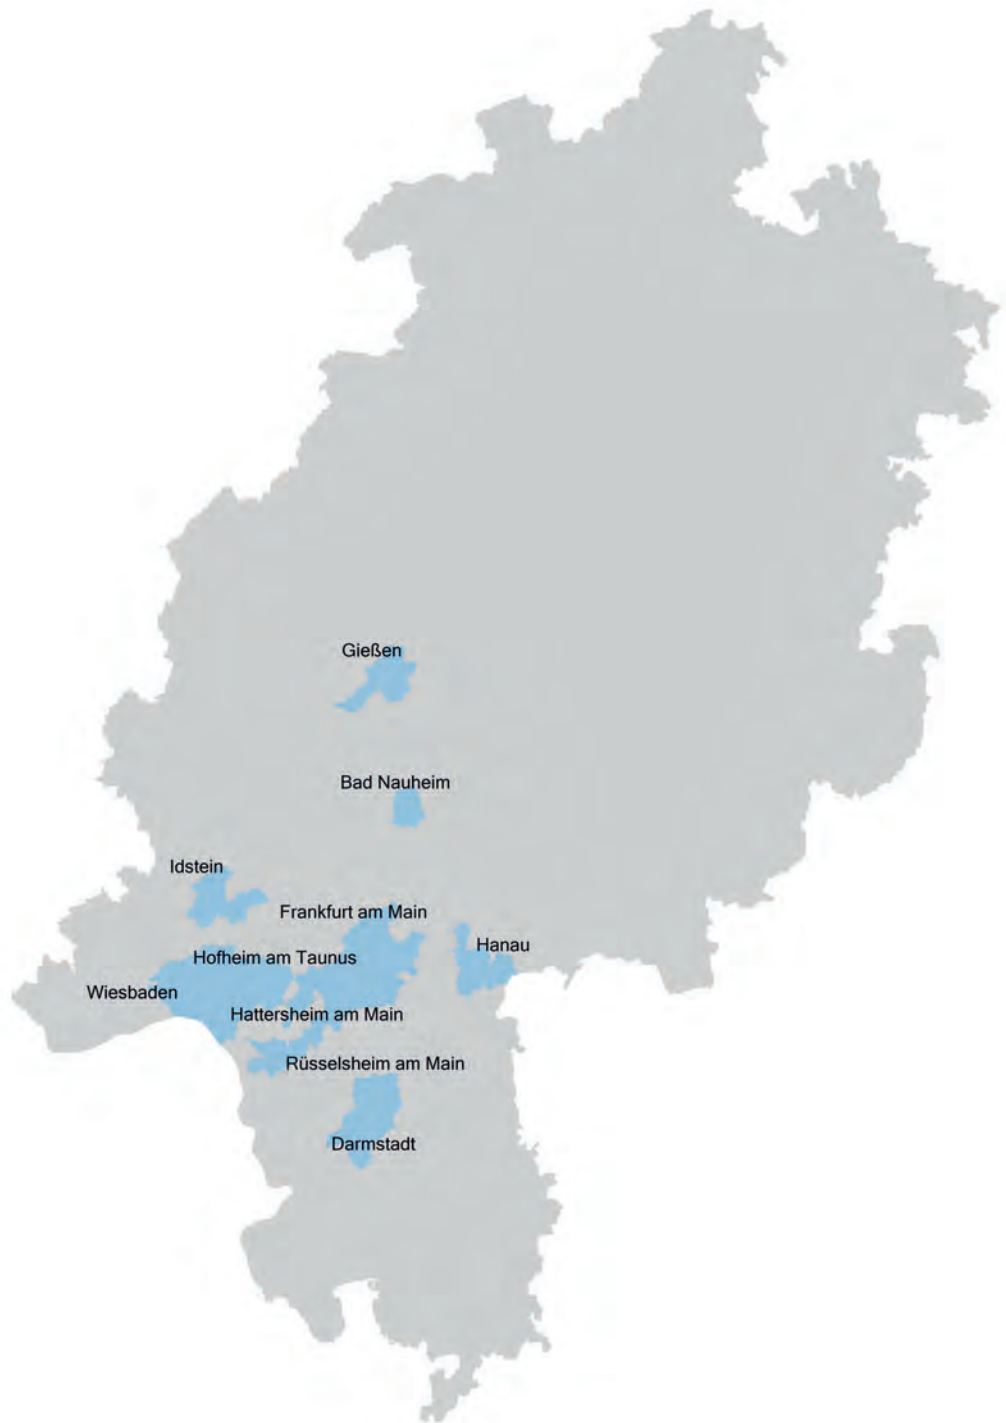 Gießen
Bad Nauheim
Idstein
Frankfurt am Main
Hanau
Hofheim am Taunus
Wiesbaden
Hattersheim am Main
Rüsselsheim am Main
Darmstadt